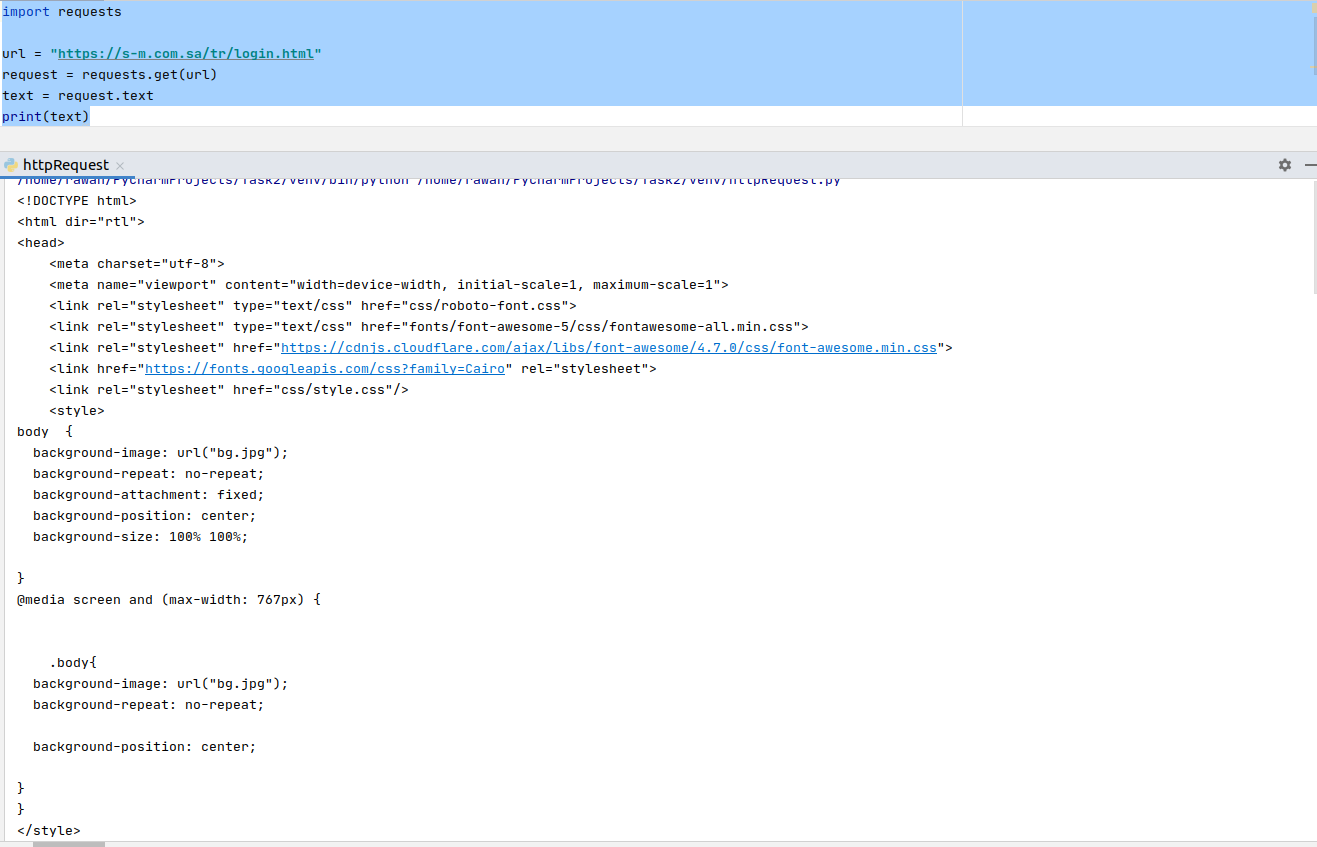 import requests
url = "https://s-m.com.sa/tr/login.html"
request = requests.get(url)
text = request.text
print(text)
httpRequest
/home/rawan/PycharmProjects/Task2/venv/bin/python /home/rawan/PycharmProjects/Task2/venv/httpRequest.py
<!DOCTYPE html>
<html dir="rtl">
<head>
    <meta charset="utf-8">
    <meta name="viewport" content="width=device-width, initial-scale=1, maximum-scale=1">
    <link rel="stylesheet" type="text/css" href="css/roboto-font.css">
    <link rel="stylesheet" type="text/css" href="fonts/font-awesome-5/css/fontawesome-all.min.css">
    <link rel="stylesheet" href="https://cdnjs.cloudflare.com/ajax/libs/font-awesome/4.7.0/css/font-awesome.min.css">
    <link href="https://fonts.googleapis.com/css?family=Cairo" rel="stylesheet">
    <link rel="stylesheet" href="css/style.css"/>
    <style>
body  {
  background-image: url("bg.jpg");
  background-repeat: no-repeat;
  background-attachment: fixed;
  background-position: center;
  background-size: 100% 100%;
}
@media screen and (max-width: 767px) {
    .body{
  background-image: url("bg.jpg");
  background-repeat: no-repeat;
  background-position: center;
}
}
</style>